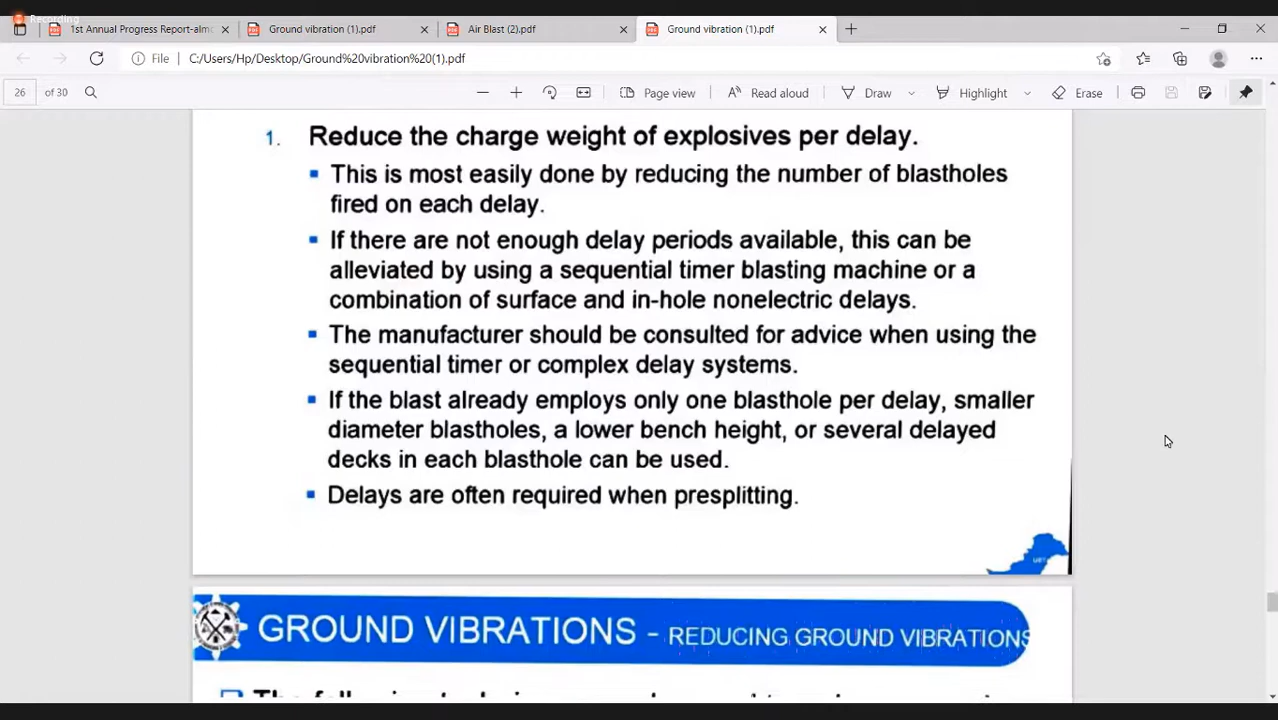 Recording
1st Annual Progress Report-almo
Ground vibration (1).pdf
Air Blast (2).pdf
Ground vibration (1).pdf
File C:/Users/Hp/Desktop/Ground%20vibration%20(1).pdf
26 of 30 Page view Read aloud Draw Highlight Erase
1. Reduce the charge weight of explosives per delay.
▪ This is most easily done by reducing the number of blastholes
fired on each delay.
▪ If there are not enough delay periods available, this can be
alleviated by using a sequential timer blasting machine or a
combination of surface and in-hole nonelectric delays.
▪ The manufacturer should be consulted for advice when using the
sequential timer or complex delay systems.
▪ If the blast already employs only one blasthole per delay, smaller
diameter blastholes, a lower bench height, or several delayed
decks in each blasthole can be used.
▪ Delays are often required when presplitting.
GROUND VIBRATIONS - REDUCING GROUND VIBRATIONS